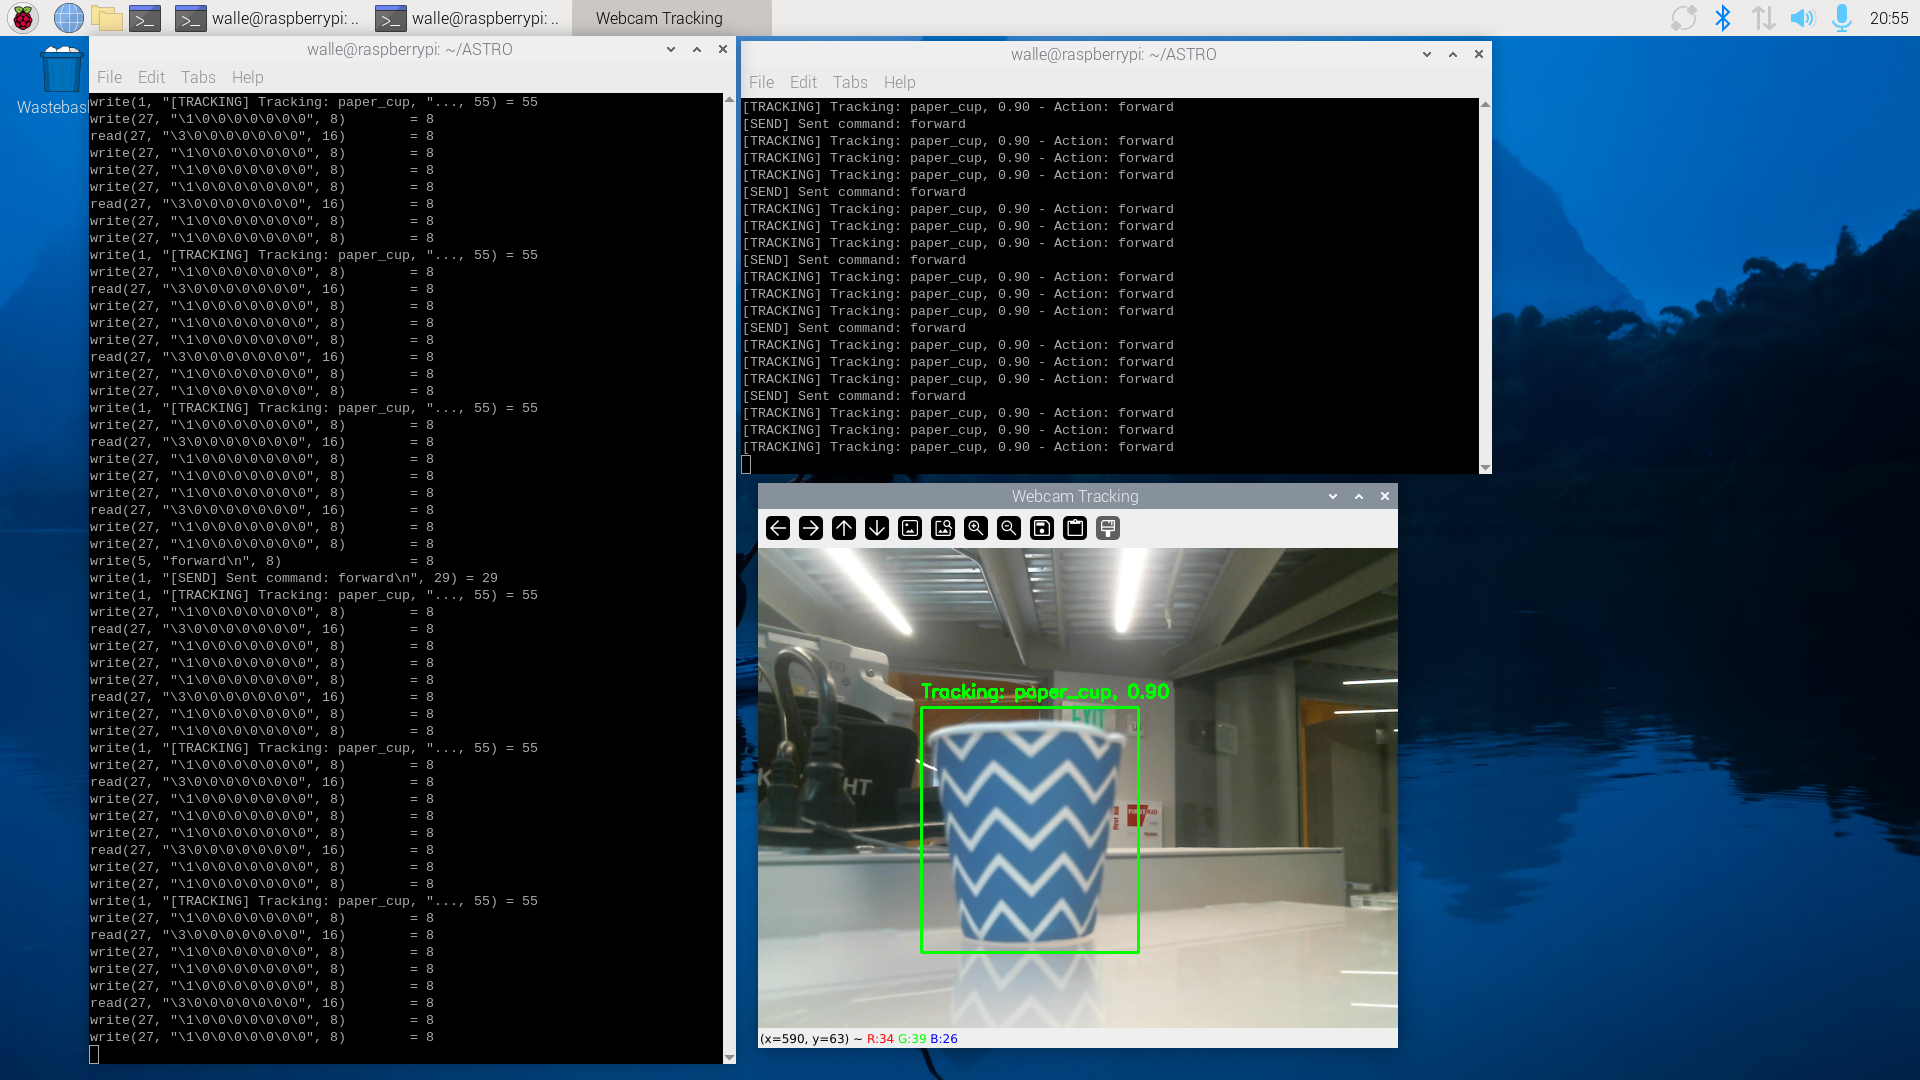 walle@raspberrypi: ..
walle@raspberrypi: ..
Webcam Tracking
20:55
Wastebas
walle@raspberrypi: ~/ASTRO
File Edit Tabs Help
write(1, "[TRACKING] Tracking: paper_cup, "..., 55) = 55
write(27, "\1\0\0\0\0\0\0\0", 8)        = 8
read(27, "\3\0\0\0\0\0\0\0", 16)        = 8
write(27, "\1\0\0\0\0\0\0\0", 8)        = 8
write(27, "\1\0\0\0\0\0\0\0", 8)        = 8
write(27, "\1\0\0\0\0\0\0\0", 8)        = 8
read(27, "\3\0\0\0\0\0\0\0", 16)        = 8
write(27, "\1\0\0\0\0\0\0\0", 8)        = 8
write(27, "\1\0\0\0\0\0\0\0", 8)        = 8
write(1, "[TRACKING] Tracking: paper_cup, "..., 55) = 55
write(27, "\1\0\0\0\0\0\0\0", 8)        = 8
read(27, "\3\0\0\0\0\0\0\0", 16)        = 8
write(27, "\1\0\0\0\0\0\0\0", 8)        = 8
write(27, "\1\0\0\0\0\0\0\0", 8)        = 8
write(27, "\1\0\0\0\0\0\0\0", 8)        = 8
read(27, "\3\0\0\0\0\0\0\0", 16)        = 8
write(27, "\1\0\0\0\0\0\0\0", 8)        = 8
write(27, "\1\0\0\0\0\0\0\0", 8)        = 8
write(1, "[TRACKING] Tracking: paper_cup, "..., 55) = 55
write(27, "\1\0\0\0\0\0\0\0", 8)        = 8
read(27, "\3\0\0\0\0\0\0\0", 16)        = 8
write(27, "\1\0\0\0\0\0\0\0", 8)        = 8
write(27, "\1\0\0\0\0\0\0\0", 8)        = 8
write(27, "\1\0\0\0\0\0\0\0", 8)        = 8
read(27, "\3\0\0\0\0\0\0\0", 16)        = 8
write(27, "\1\0\0\0\0\0\0\0", 8)        = 8
write(27, "\1\0\0\0\0\0\0\0", 8)        = 8
write(5, "forward\n", 8)                = 8
write(1, "[SEND] Sent command: forward\n", 29) = 29
write(1, "[TRACKING] Tracking: paper_cup, "..., 55) = 55
write(27, "\1\0\0\0\0\0\0\0", 8)        = 8
read(27, "\3\0\0\0\0\0\0\0", 16)        = 8
write(27, "\1\0\0\0\0\0\0\0", 8)        = 8
write(27, "\1\0\0\0\0\0\0\0", 8)        = 8
write(27, "\1\0\0\0\0\0\0\0", 8)        = 8
read(27, "\3\0\0\0\0\0\0\0", 16)        = 8
write(27, "\1\0\0\0\0\0\0\0", 8)        = 8
write(27, "\1\0\0\0\0\0\0\0", 8)        = 8
write(1, "[TRACKING] Tracking: paper_cup, "..., 55) = 55
write(27, "\1\0\0\0\0\0\0\0", 8)        = 8
read(27, "\3\0\0\0\0\0\0\0", 16)        = 8
write(27, "\1\0\0\0\0\0\0\0", 8)        = 8
write(27, "\1\0\0\0\0\0\0\0", 8)        = 8
write(27, "\1\0\0\0\0\0\0\0", 8)        = 8
read(27, "\3\0\0\0\0\0\0\0", 16)        = 8
write(27, "\1\0\0\0\0\0\0\0", 8)        = 8
write(27, "\1\0\0\0\0\0\0\0", 8)        = 8
write(1, "[TRACKING] Tracking: paper_cup, "..., 55) = 55
write(27, "\1\0\0\0\0\0\0\0", 8)        = 8
read(27, "\3\0\0\0\0\0\0\0", 16)        = 8
write(27, "\1\0\0\0\0\0\0\0", 8)        = 8
write(27, "\1\0\0\0\0\0\0\0", 8)        = 8
write(27, "\1\0\0\0\0\0\0\0", 8)        = 8
read(27, "\3\0\0\0\0\0\0\0", 16)        = 8
write(27, "\1\0\0\0\0\0\0\0", 8)        = 8
write(27, "\1\0\0\0\0\0\0\0", 8)        = 8
walle@raspberrypi: ~/ASTRO
File Edit Tabs Help
[TRACKING] Tracking: paper_cup, 0.90 - Action: forward
[SEND] Sent command: forward
[TRACKING] Tracking: paper_cup, 0.90 - Action: forward
[TRACKING] Tracking: paper_cup, 0.90 - Action: forward
[TRACKING] Tracking: paper_cup, 0.90 - Action: forward
[SEND] Sent command: forward
[TRACKING] Tracking: paper_cup, 0.90 - Action: forward
[TRACKING] Tracking: paper_cup, 0.90 - Action: forward
[TRACKING] Tracking: paper_cup, 0.90 - Action: forward
[SEND] Sent command: forward
[TRACKING] Tracking: paper_cup, 0.90 - Action: forward
[TRACKING] Tracking: paper_cup, 0.90 - Action: forward
[TRACKING] Tracking: paper_cup, 0.90 - Action: forward
[SEND] Sent command: forward
[TRACKING] Tracking: paper_cup, 0.90 - Action: forward
[TRACKING] Tracking: paper_cup, 0.90 - Action: forward
[TRACKING] Tracking: paper_cup, 0.90 - Action: forward
[SEND] Sent command: forward
[TRACKING] Tracking: paper_cup, 0.90 - Action: forward
[TRACKING] Tracking: paper_cup, 0.90 - Action: forward
[TRACKING] Tracking: paper_cup, 0.90 - Action: forward
Webcam Tracking
Tracking: paper_cup, 0.90
EXIT
HT
First Aid
FIRST AID
(x=590, y=63) ~ R:34 G:39 B:26